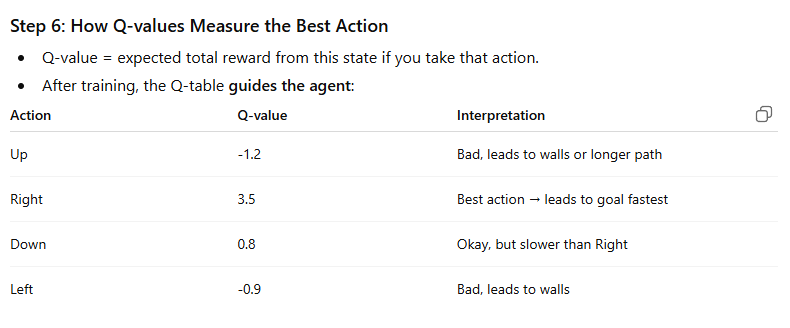 Step 6: How Q-values Measure the Best Action
• Q-value = expected total reward from this state if you take that action.
• After training, the Q-table guides the agent:
Action Q-value Interpretation
Up -1.2 Bad, leads to walls or longer path
Right 3.5 Best action → leads to goal fastest
Down 0.8 Okay, but slower than Right
Left -0.9 Bad, leads to walls